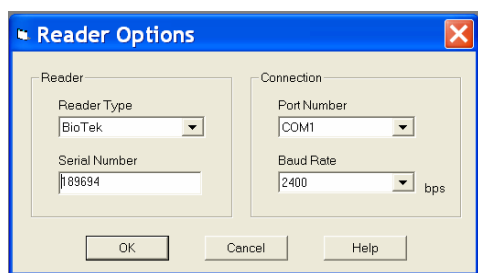 Reader Options
Reader
Reader Type
BioTek
Serial Number
189694
Connection
Port Number
COM1
Baud Rate
2400
bps
OK
Cancel
Help